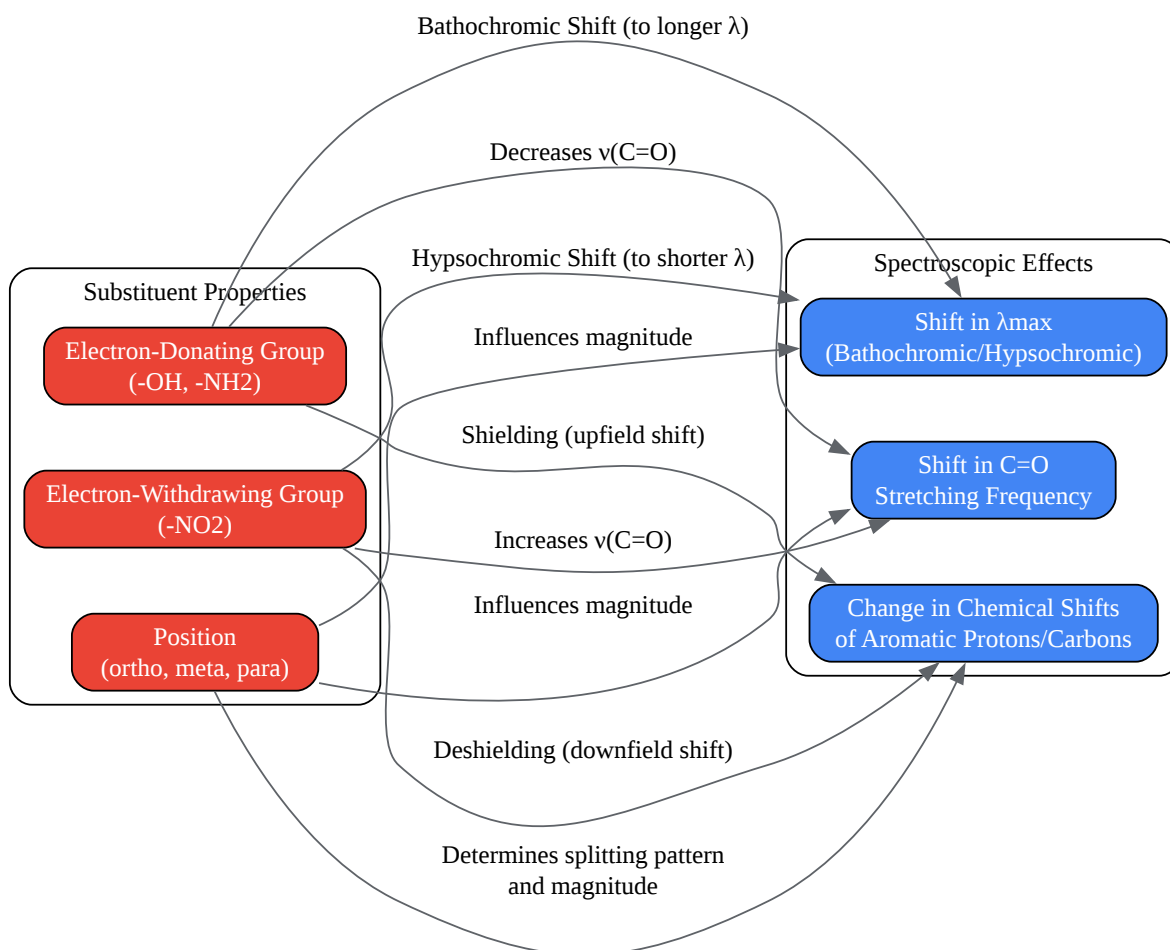 Bathochromic Shift (to longer λ)
Decreases ν(C=O)
Hypsochromic Shift (to shorter λ)
Spectroscopic Effects
Substituent Properties
Shift in λmax
(Bathochromic/Hypsochromic)
Electron-Donating Group
(-OH, -NH2)
Influences magnitude
Shielding (upfield shift)
Shift in C=O
Stretching Frequency
Electron-Withdrawing Group
(-NO2)
Increases ν(C=O)
Influences magnitude
Change in Chemical Shifts
of Aromatic Protons/Carbons
Position
(ortho, meta, para)
Deshielding (downfield shift)
Determines splitting pattern
and magnitude